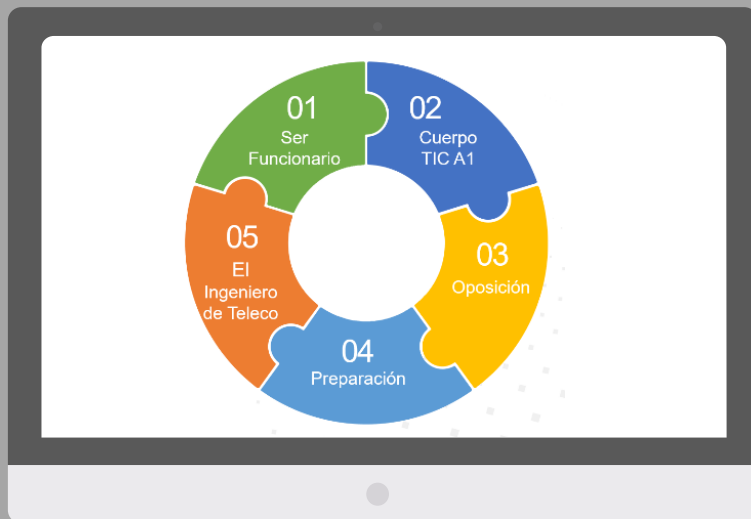 01
Ser
Funcionario
02
Cuerpo
TIC A1
03
Oposición
04
Preparación
05
El
Ingeniero
de Teleco